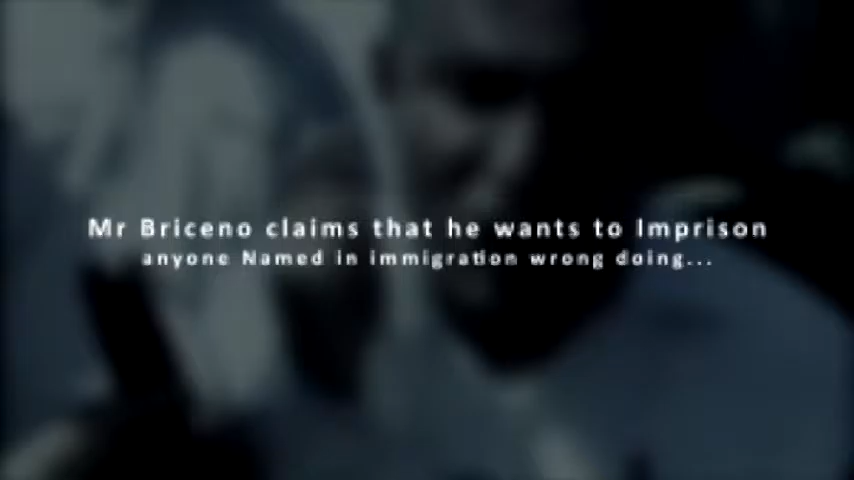 Mr Briceno claims that he wants to Imprison
anyone Named in immigration wrong doing...